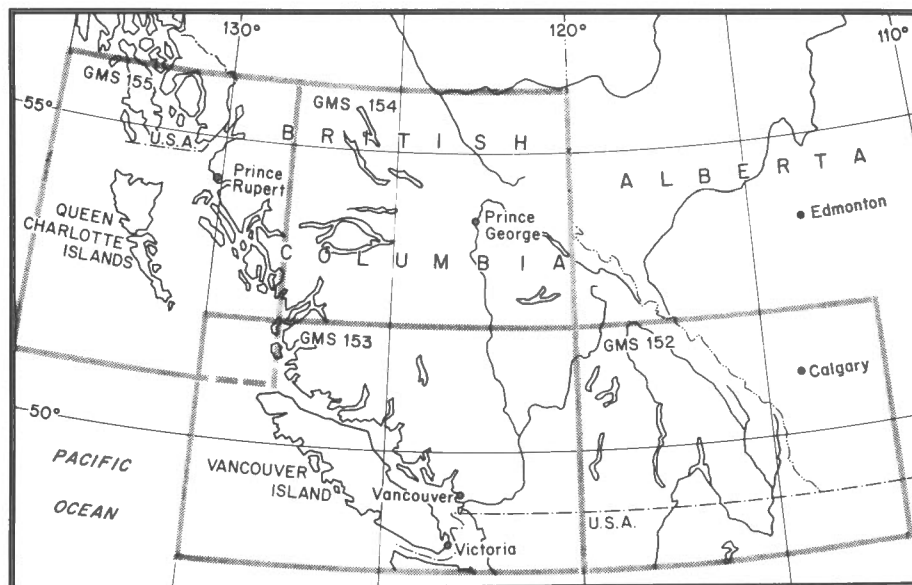 130°
120°
110°
GMS 155
GMS 154
55°
B R I T I S H
U.S.A.
A L B E R T A
Prince
Rupert
QUEEN
CHARLOTTE
ISLANDS
Prince
George
Edmonton
C O L U M B I A
GMS 153
GMS 152
Calgary
50°
PACIFIC
OCEAN
VANCOUVER
ISLAND
Vancouver
U.S.A.
Victoria